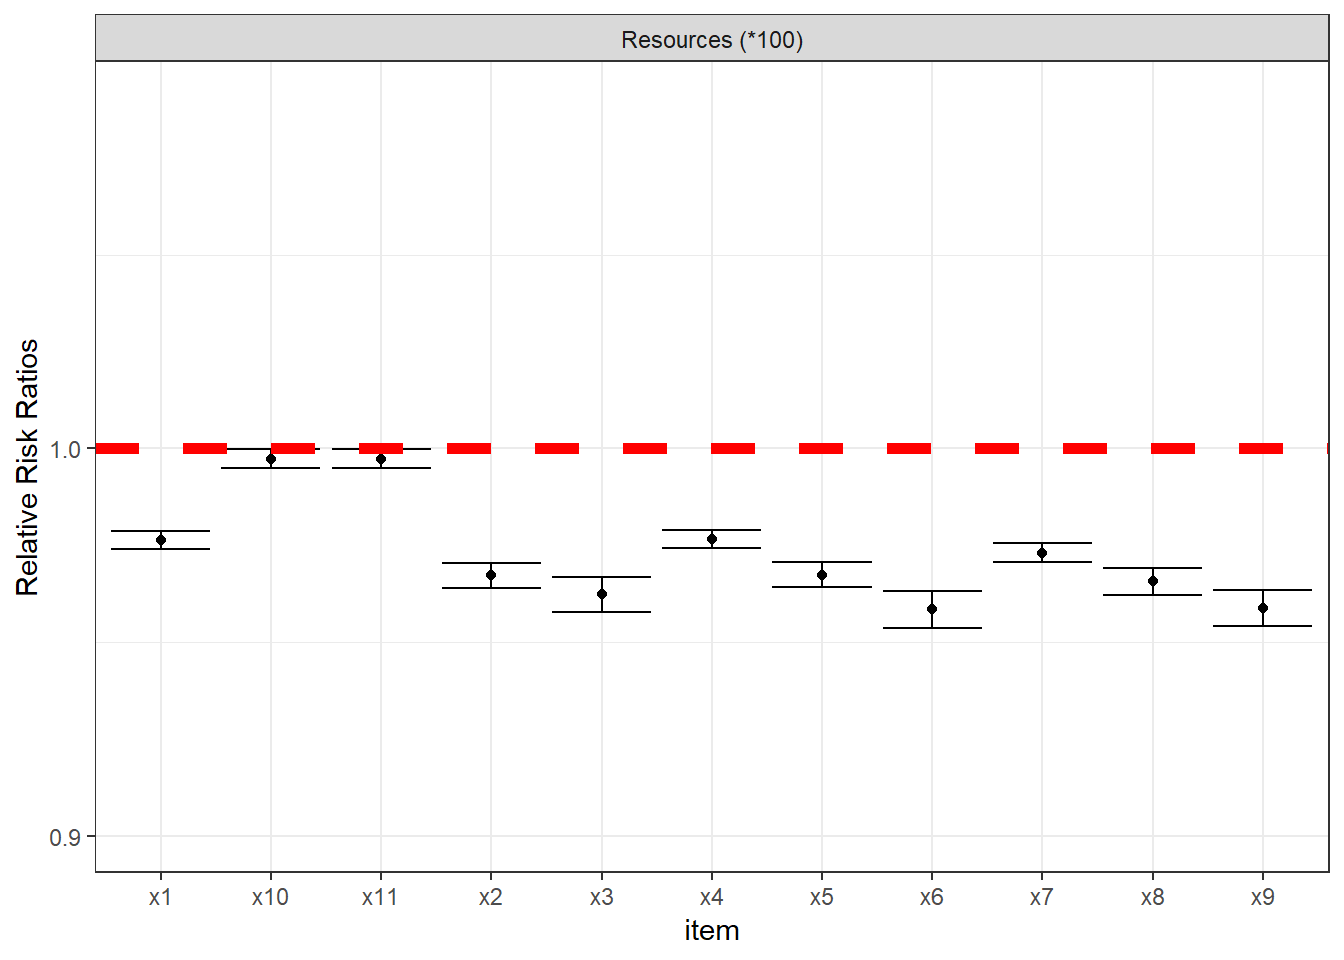 Resources (*100)
Relative Risk Ratios
1.0
0.9
x1 x10 x11 x2 x3 x4 x5 x6 x7 x8 x9
item